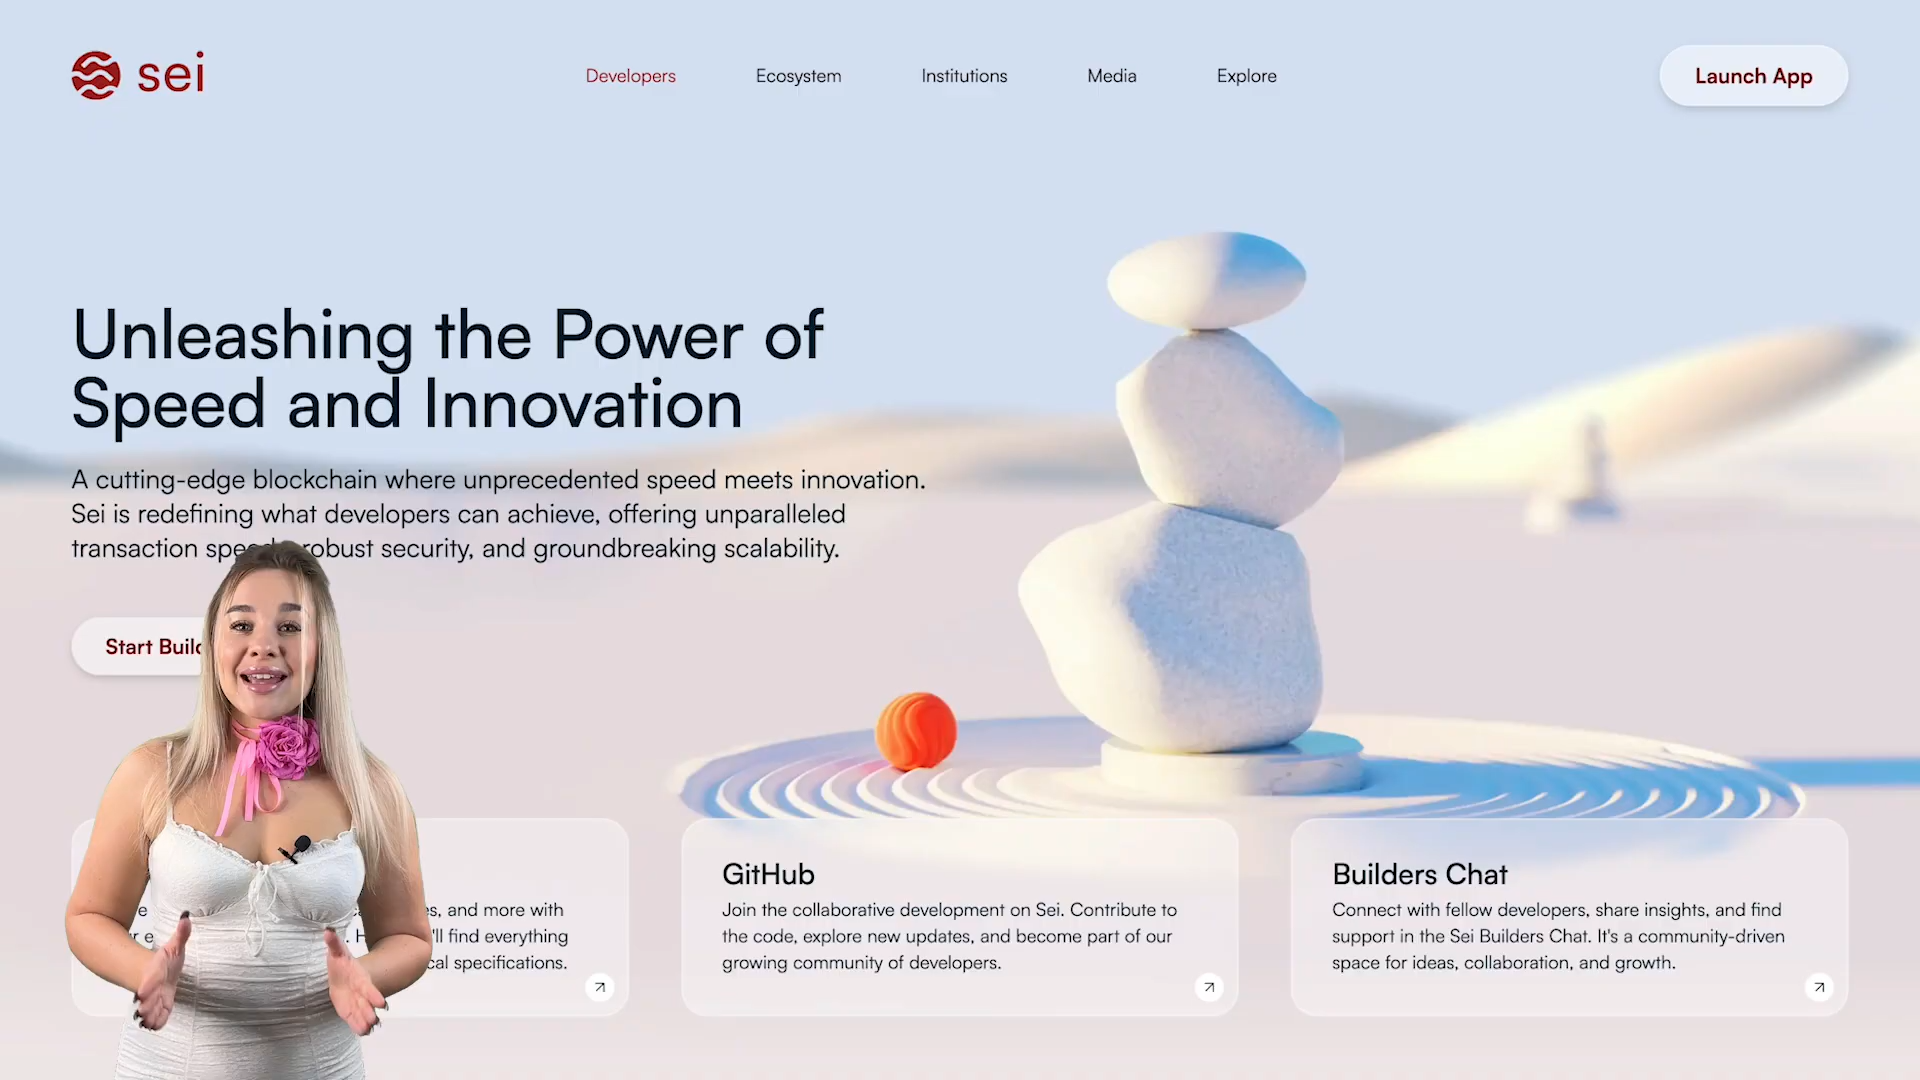 sei
Developers
Ecosystem
Institutions
Media
Explore
Launch App
Unleashing the Power of
Speed and Innovation
A cutting-edge blockchain where unprecedented speed meets innovation.
Sei is redefining what developers can achieve, offering unparalleled
transaction robust security, and groundbreaking scalability.
Start
and more with
find everything
specifications.
GitHub
Join the collaborative development on Sei. Contribute to
the code, explore new updates, and become part of our
growing community of developers.
Builders Chat
Connect with fellow developers, share insights, and find
support in the Sei Builders Chat. It's a community-driven
space for ideas, collaboration, and growth.